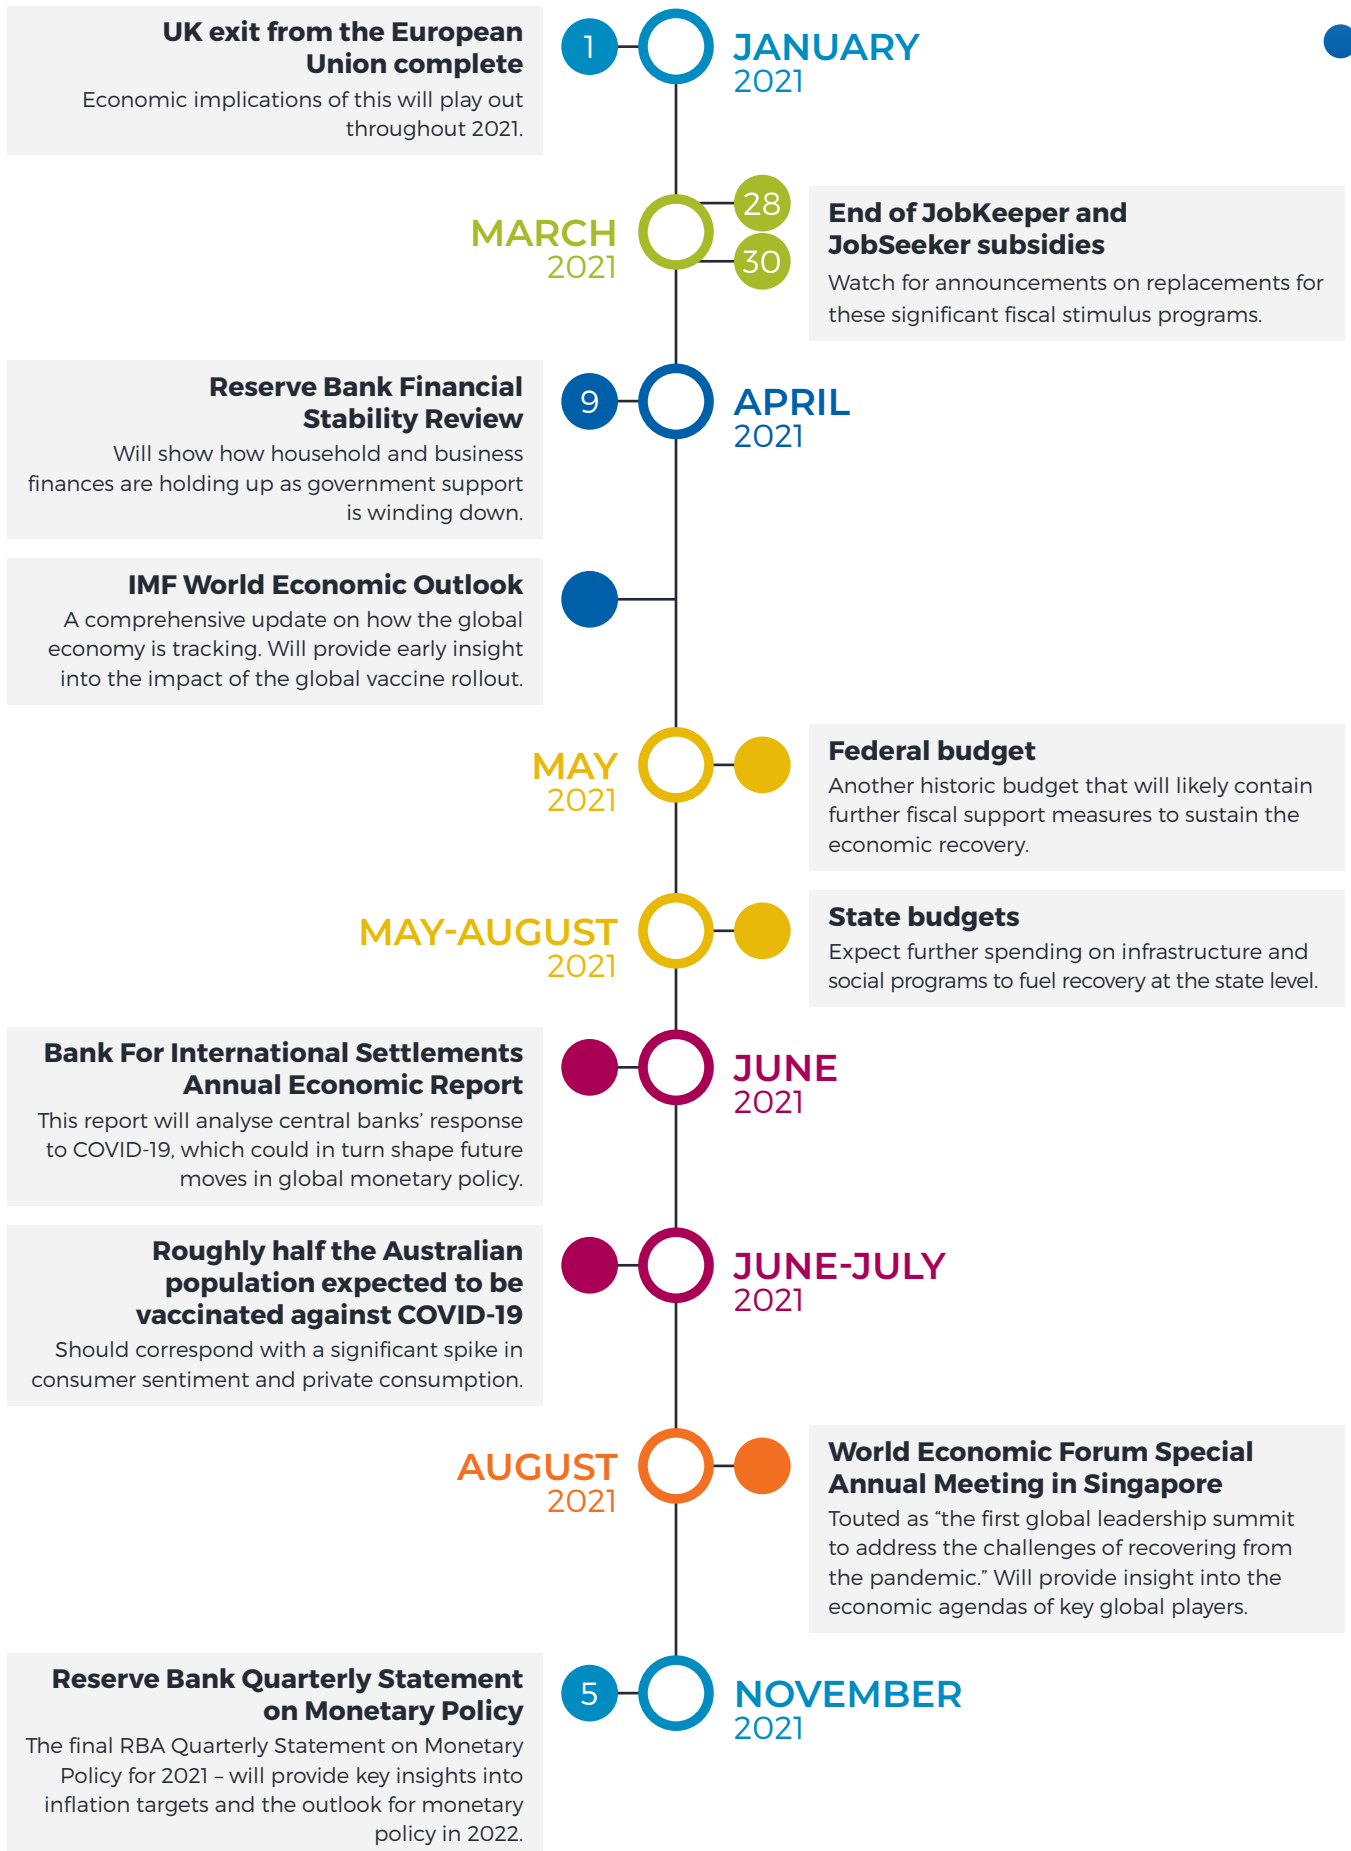 UK exit from the European
Union complete
Economic implications of this will play out
throughout 2021.
1
JANUARY
2021
MARCH
2021
28
30
End of JobKeeper and
JobSeeker subsidies
Watch for announcements on replacements for
these significant fiscal stimulus programs.
Reserve Bank Financial
Stability Review
Will show how household and business
finances are holding up as government support
is winding down.
9
APRIL
2021
IMF World Economic Outlook
A comprehensive update on how the global
economy is tracking. Will provide early insight
into the impact of the global vaccine rollout.
MAY
2021
Federal budget
Another historic budget that will likely contain
further fiscal support measures to sustain the
economic recovery.
MAY-AUGUST
2021
State budgets
Expect further spending on infrastructure and
social programs to fuel recovery at the state level.
Bank For International Settlements
Annual Economic Report
This report will analyse central banks’ response
to COVID-19, which could in turn shape future
moves in global monetary policy.
JUNE
2021
Roughly half the Australian
population expected to be
vaccinated against COVID-19
Should correspond with a significant spike in
consumer sentiment and private consumption.
JUNE-JULY
2021
AUGUST
2021
World Economic Forum Special
Annual Meeting in Singapore
Touted as “the first global leadership summit
to address the challenges of recovering from
the pandemic.” Will provide insight into the
economic agendas of key global players.
Reserve Bank Quarterly Statement
on Monetary Policy
The final RBA Quarterly Statement on Monetary
Policy for 2021 – will provide key insights into
inflation targets and the outlook for monetary
policy in 2022.
5
NOVEMBER
2021